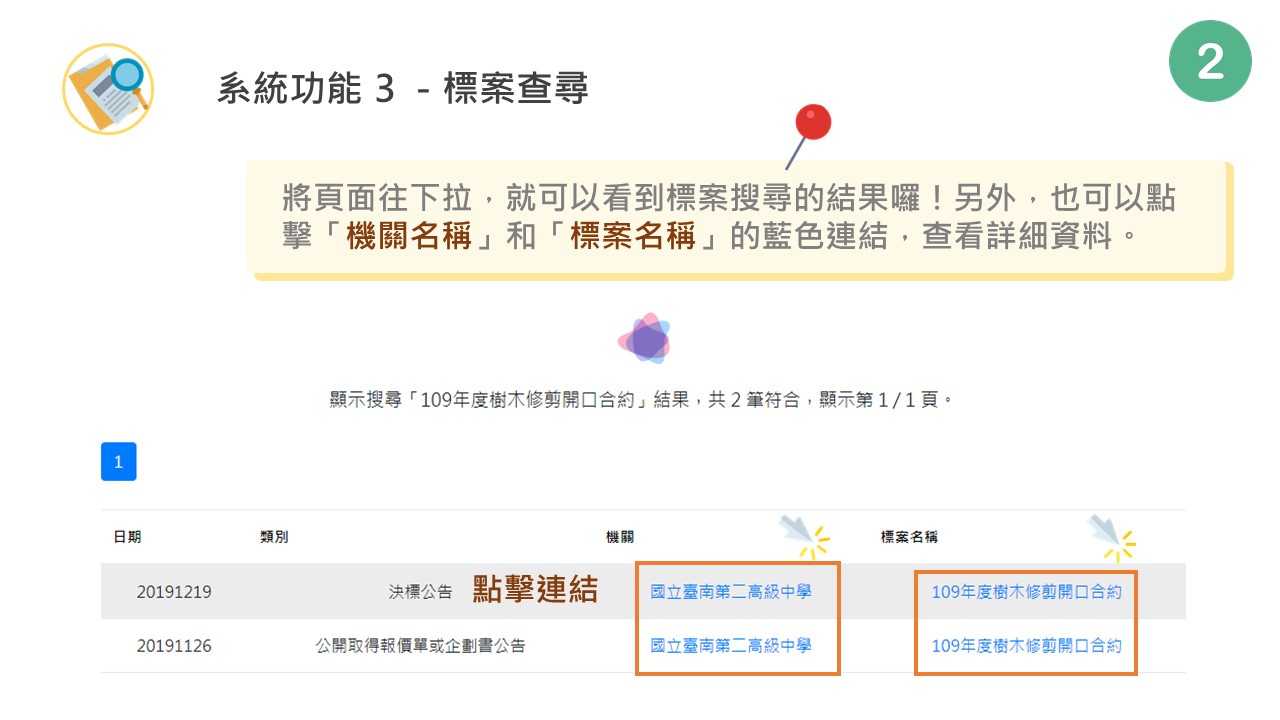 2
系統功能 3 - 標案查尋
將頁面往下拉，就可以看到標案搜尋的結果囉！另外，也可以點
擊「機關名稱」和「標案名稱」的藍色連結，查看詳細資料。
顯示搜尋「109年度樹木修剪開口合約」結果，共 2 筆符合，顯示第 1 / 1 頁。
1
日期 類別 機關 標案名稱
20191219 決標公告 點擊連結 國立臺南第二高級中學 109年度樹木修剪開口合約
20191126 公開取得報價單或企劃書公告 國立臺南第二高級中學 109年度樹木修剪開口合約